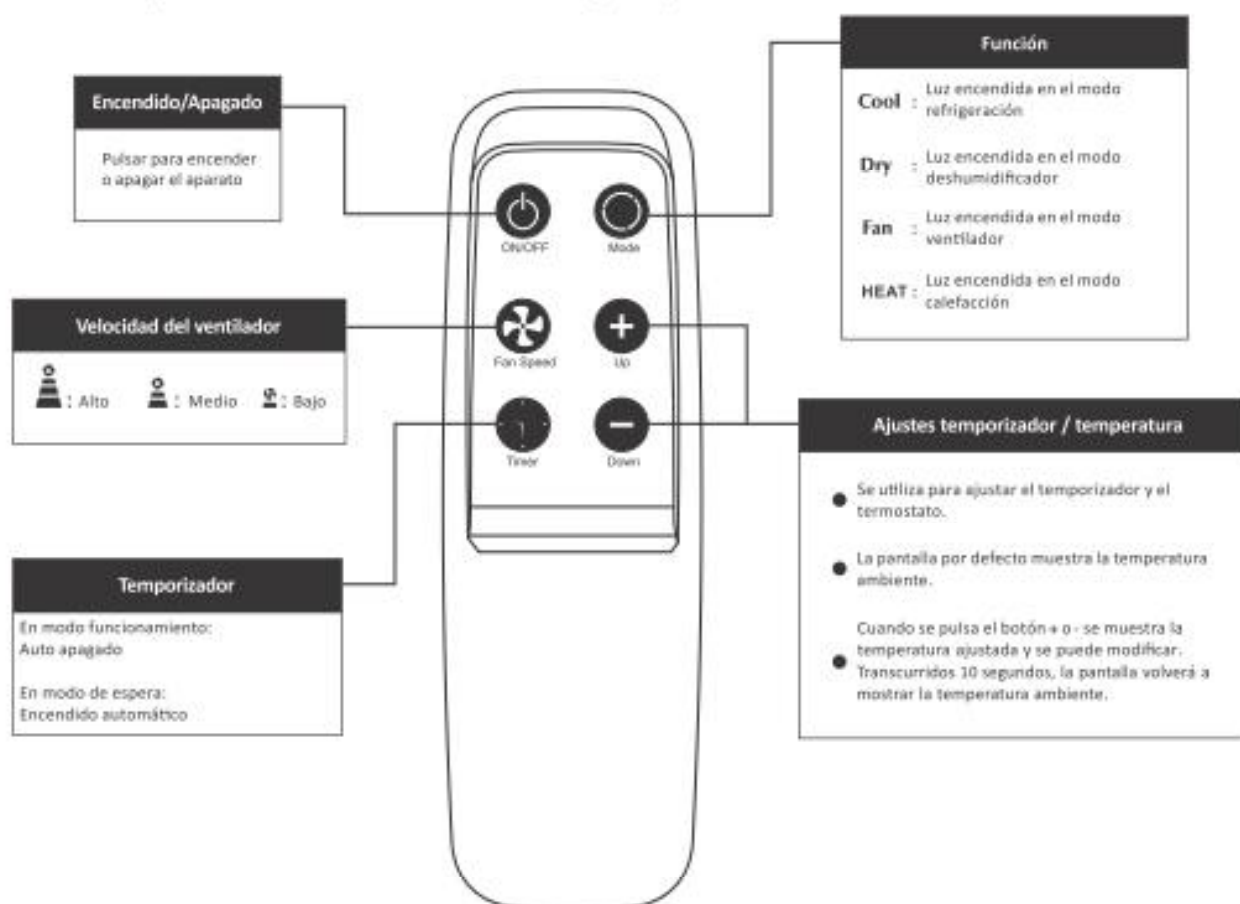 Encendido/Apagado
Pulsar para encender
o apagar el aparato
Función
Cool : Luz encendida en el modo
refrigeración
Dry : Luz encendida en el modo
deshumidificador
Fan : Luz encendida en el modo
ventilador
HEAT : Luz encendida en el modo
calefacción
ON/OFF
Mode
Velocidad del ventilador
: Alto : Medio : Bajo
Fan Speed
Up
Timer
Down
Ajustes temporizador / temperatura
Se utiliza para ajustar el temporizador y el
termostato.
La pantalla por defecto muestra la temperatura
ambiente.
Cuando se pulsa el botón + o - se muestra la
temperatura ajustada y se puede modificar.
Transcurridos 10 segundos, la pantalla volverá a
mostrar la temperatura ambiente.
Temporizador
En modo funcionamiento:
Auto apagado
En modo de espera:
Encendido automático